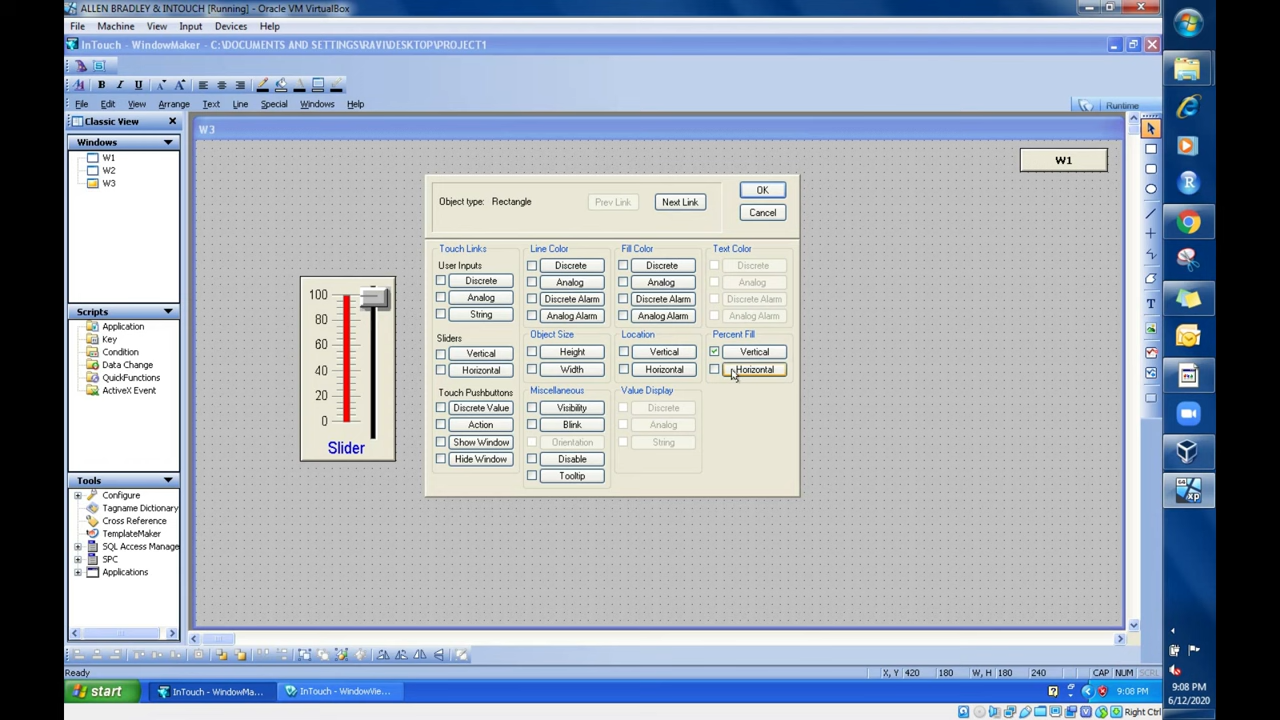 ALLEN BRADLEY & INTOUCH [Running] - Oracle VM VirtualBox
File Machine View Input Devices Help
InTouch - WindowMaker - C:\DOCUMENTS AND SETTINGS\RAVI\DESKTOP\PROJECT1
B I U
File Edit View Arrange Text Line Special Windows Help
Runtime
Classic View
Windows
W1
W2
W3
Scripts
Application
Key
Condition
Data Change
QuickFunctions
ActiveX Event
Tools
Configure
Tagname Dictionary
Cross Reference
TemplateMaker
SQL Access Manage
SPC
Applications
W3
W1
100
80
60
40
20
0
Slider
Object type: Rectangle
Prev Link
Next Link
OK
Cancel
Touch Links
User Inputs
Discrete
Analog
String
Sliders
Vertical
Horizontal
Touch Pushbuttons
Discrete Value
Action
Show Window
Hide Window
Line Color
Discrete
Analog
Discrete Alarm
Analog Alarm
Object Size
Height
Width
Miscellaneous
Visibility
Blink
Orientation
Disable
Tooltip
Fill Color
Discrete
Analog
Discrete Alarm
Analog Alarm
Location
Vertical
Horizontal
Value Display
Discrete
Analog
String
Text Color
Discrete
Analog
Discrete Alarm
Analog Alarm
Percent Fill
Vertical
Horizontal
Ready
X, Y 420 180 W, H 180 240 CAP NUM SCRL
start
InTouch - WindowMa...
InTouch - WindowVie...
9:08 PM
Right Ctrl
9:08 PM
6/12/2020